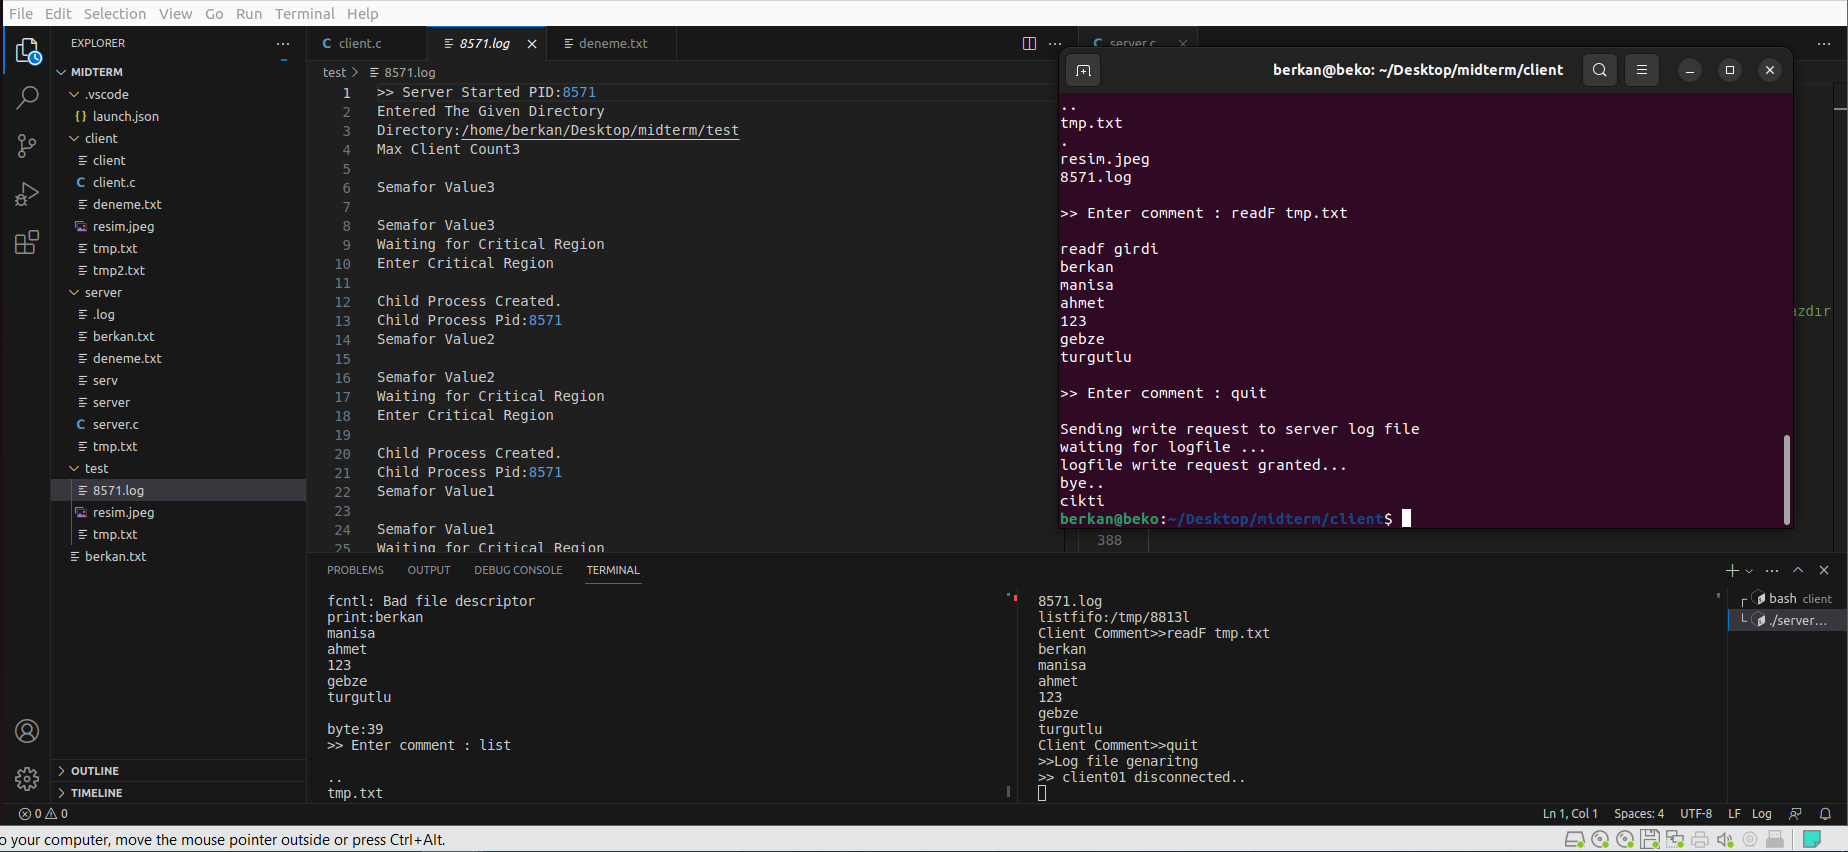 File Edit Selection View Go Run Terminal Help
EXPLORER
MIDTERM
.vscode
launch.json
client
client
client.c
deneme.txt
resim.jpeg
tmp.txt
tmp2.txt
server
.log
berkan.txt
deneme.txt
serv
server
server.c
tmp.txt
test
8571.log
resim.jpeg
tmp.txt
berkan.txt
OUTLINE
TIMELINE
client.c
8571.log
deneme.txt
server.c
test > 8571.log
1 >> Server Started PID:8571
2 Entered The Given Directory
3 Directory:/home/berkan/Desktop/midterm/test
4 Max Client Count3
5
6 Semafor Value3
7
8 Semafor Value3
9 Waiting for Critical Region
10 Enter Critical Region
11
12 Child Process Created.
13 Child Process Pid:8571
14 Semafor Value2
15
16 Semafor Value2
17 Waiting for Critical Region
18 Enter Critical Region
19
20 Child Process Created.
21 Child Process Pid:8571
22 Semafor Value1
23
24 Semafor Value1
25 Waiting for Critical Region
berkan@beko: ~/Desktop/midterm/client
..
tmp.txt
.
resim.jpeg
8571.log
>> Enter comment : readF tmp.txt
readf girdi
berkan
manisa
ahmet
123
gebze
turgutlu
>> Enter comment : quit
Sending write request to server log file
waiting for logfile ...
logfile write request granted...
bye..
cikti
berkan@beko:~/Desktop/midterm/client$
azdır
388
PROBLEMS OUTPUT DEBUG CONSOLE TERMINAL
fcntl: Bad file descriptor
print:berkan
manisa
ahmet
123
gebze
turgutlu
byte:39
>> Enter comment : list
..
tmp.txt
8571.log
listfifo:/tmp/8813l
Client Comment>>readF tmp.txt
berkan
manisa
ahmet
123
gebze
turgutlu
Client Comment>>quit
>>Log file genaritng
>> client01 disconnected..
bash client
./server...
0 0
Ln 1, Col 1 Spaces: 4 UTF-8 LF Log
o your computer, move the mouse pointer outside or press Ctrl+Alt.